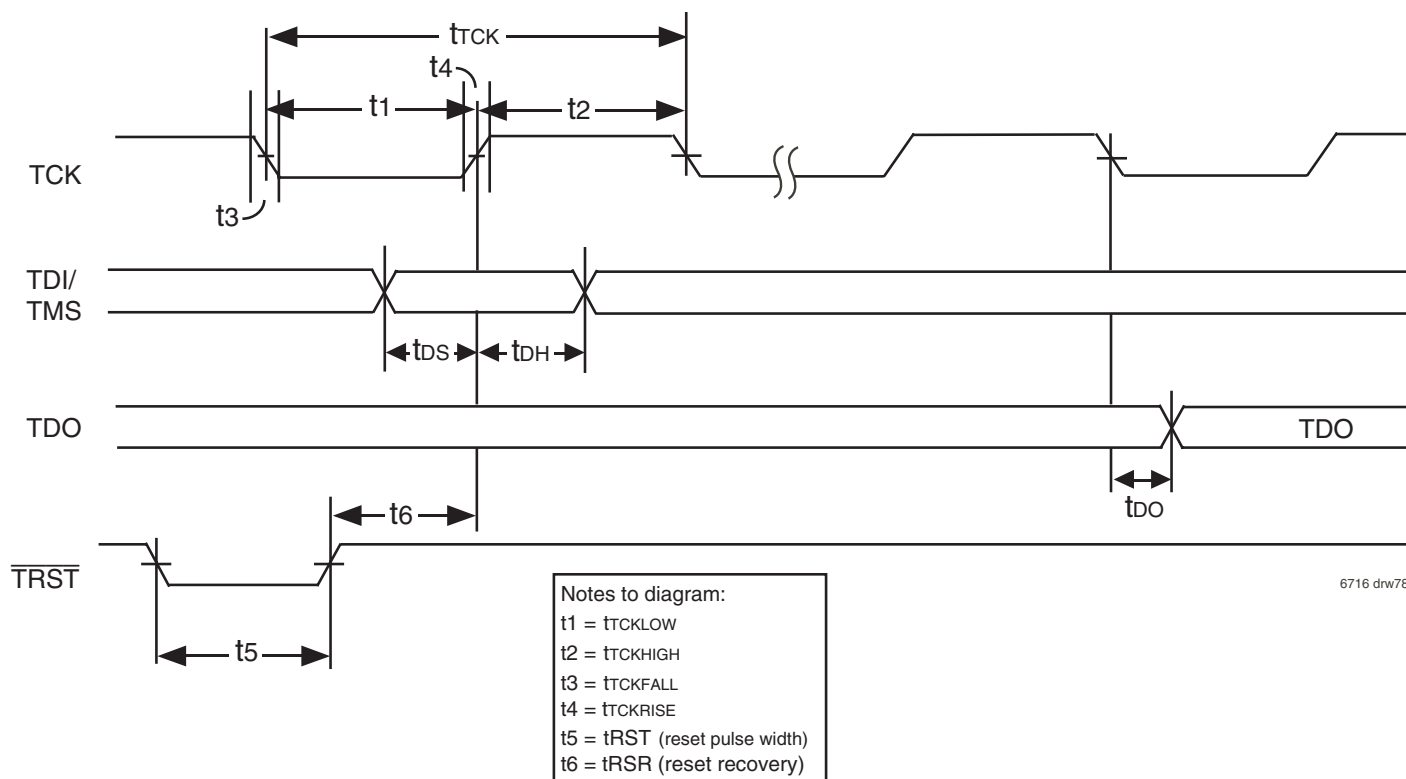 tTCK
t4
t1
t2
TCK
t3
TDI/
TMS
tDS
tDH
TDO
TDO
tDO
t6
TRST
6716 drw78
t5
Notes to diagram:
t1 = tTCKLOW
t2 = tTCKHIGH
t3 = tTCKFALL
t4 = tTCKRISE
t5 = tRST (reset pulse width)
t6 = tRSR (reset recovery)